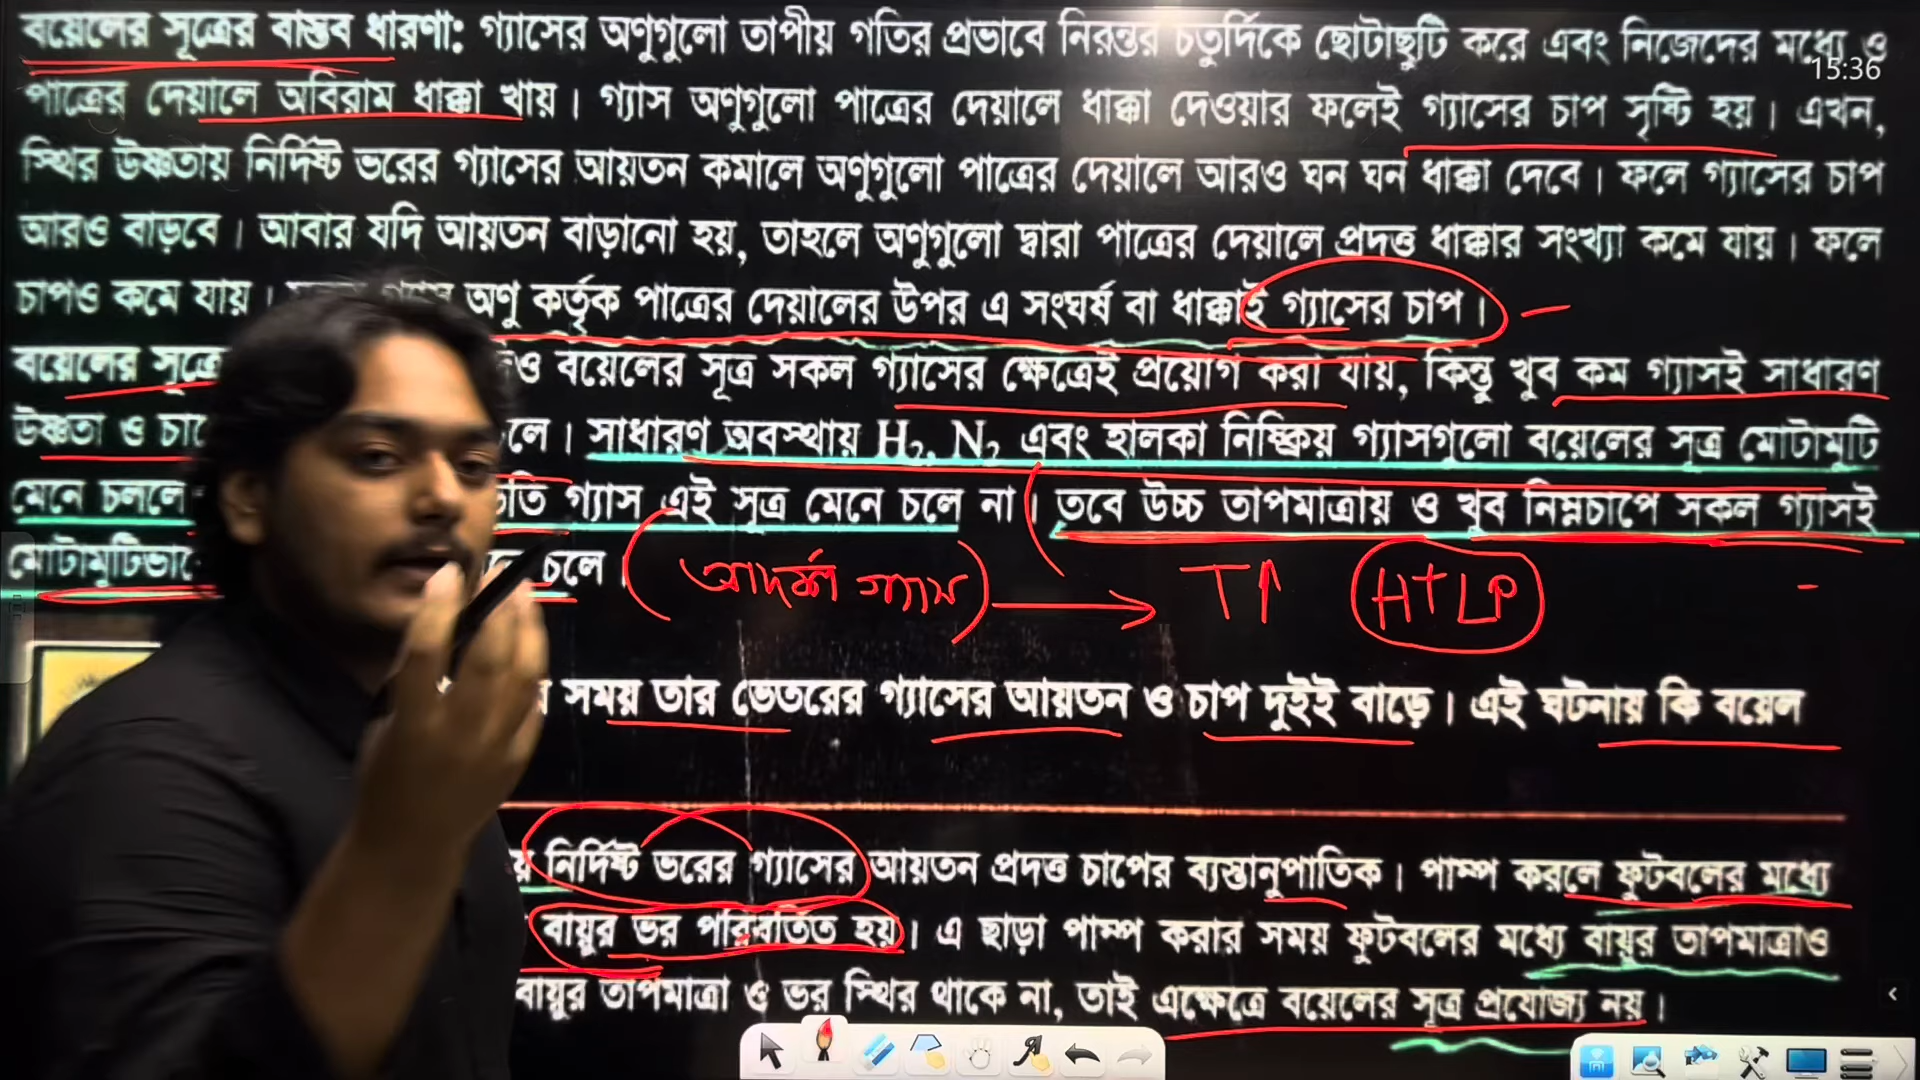 বয়েলের সূত্রের বাস্তব ধারণা: গ্যাসের অণুগুলো তাপীয় গতির প্রভাবে নিরন্তর চতুর্দিকে ছোটাছুটি করে এবং নিজেদের মধ্যে ও
15:36
পাত্রের দেয়ালে অবিরাম ধাক্কা খায়। গ্যাস অণুগুলো পাত্রের দেয়ালে ধাক্কা দেওয়ার ফলেই গ্যাসের চাপ সৃষ্টি হয়। এখন,
স্থির উষ্ণতায় নির্দিষ্ট ভরের গ্যাসের আয়তন কমালে অণুগুলো পাত্রের দেয়ালে আরও ঘন ঘন ধাক্কা দেবে। ফলে গ্যাসের চাপ
আরও বাড়বে। আবার যদি আয়তন বাড়ানো হয়, তাহলে অণুগুলো দ্বারা পাত্রের দেয়ালে প্রদত্ত ধাক্কার সংখ্যা কমে যায়। ফলে
চাপও কমে যায়। অণু কর্তৃক পাত্রের দেয়ালের উপর এ সংঘর্ষ বা ধাক্কাই গ্যাসের চাপ।
বয়েলের সূত্রে ও বয়েলের সূত্র সকল গ্যাসের ক্ষেত্রেই প্রয়োগ করা যায়, কিন্তু খুব কম গ্যাসই সাধারণ
উষ্ণতা ও চাপে লে। সাধারণ অবস্থায় H₂, N₂ এবং হালকা নিষ্ক্রিয় গ্যাসগুলো বয়েলের সূত্র মোটামুটি
মেনে চললে গ্যাস এই সূত্র মেনে চলে না। তবে উচ্চ তাপমাত্রায় ও খুব নিম্নচাপে সকল গ্যাসই
মোটামুটিভাবে চলে। (আদর্শ গ্যাস) → T↑ HTLP
সময় তার ভেতরের গ্যাসের আয়তন ও চাপ দুইই বাড়ে। এই ঘটনায় কি বয়েল
য় নির্দিষ্ট ভরের গ্যাসের আয়তন প্রদত্ত চাপের ব্যস্তানুপাতিক। পাম্প করলে ফুটবলের মধ্যে
বায়ুর ভর পরিবর্তিত হয়। এ ছাড়া পাম্প করার সময় ফুটবলের মধ্যে বায়ুর তাপমাত্রাও
বায়ুর তাপমাত্রা ও ভর স্থির থাকে না, তাই এক্ষেত্রে বয়েলের সূত্র প্রযোজ্য নয়।